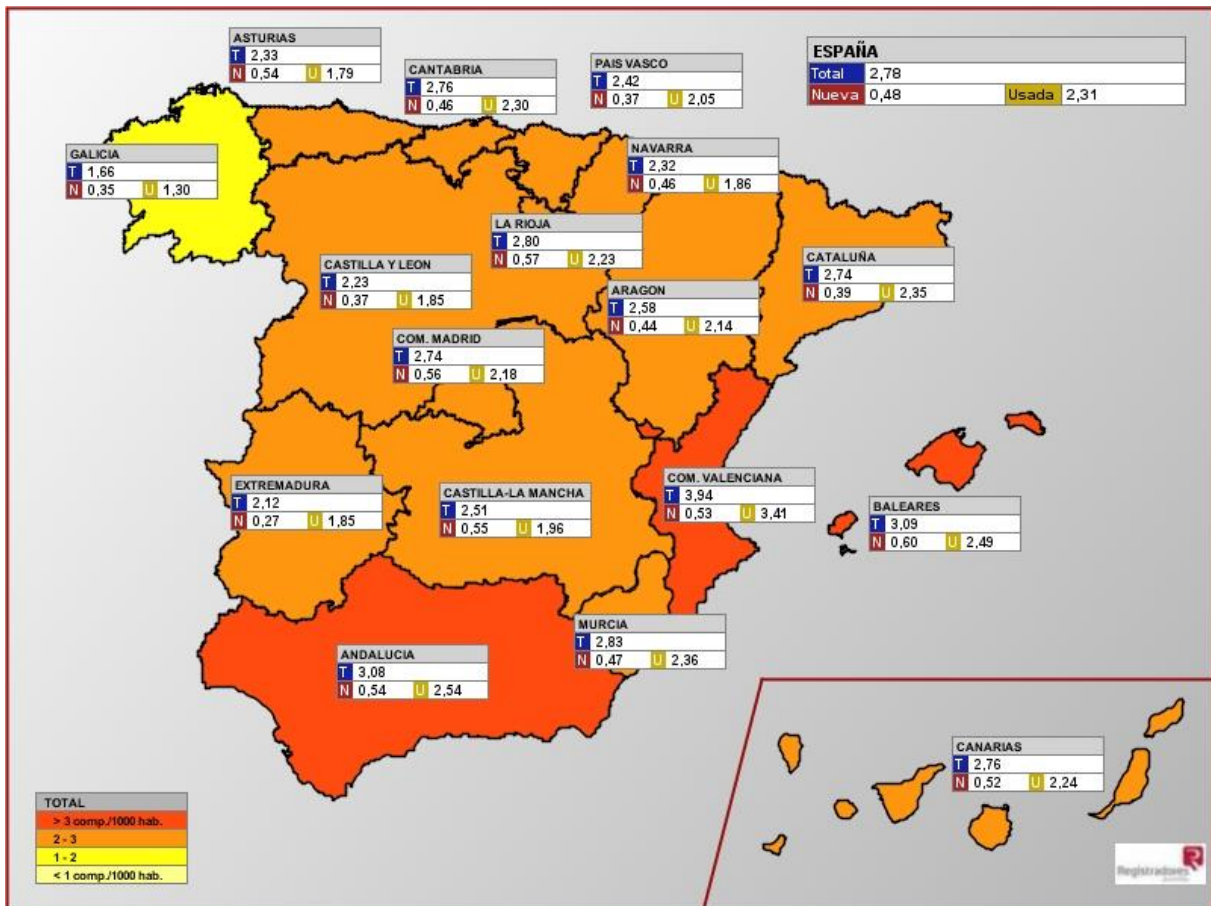 ASTURIAS
T 2,33
N 0,54 U 1,79
CANTABRIA
T 2,76
N 0,46 U 2,30
PAIS VASCO
T 2,42
N 0,37 U 2,05
ESPAÑA
Total 2,78
Nueva 0,48 Usada 2,31
GALICIA
T 1,66
N 0,35 U 1,30
NAVARRA
T 2,32
N 0,46 U 1,86
LA RIOJA
T 2,80
N 0,57 U 2,23
CASTILLA Y LEON
T 2,23
N 0,37 U 1,85
CATALUÑA
T 2,74
N 0,39 U 2,35
ARAGON
T 2,58
N 0,44 U 2,14
COM. MADRID
T 2,74
N 0,56 U 2,18
EXTREMADURA
T 2,12
N 0,27 U 1,85
CASTILLA-LA MANCHA
T 2,51
N 0,55 U 1,96
COM. VALENCIANA
T 3,94
N 0,53 U 3,41
BALEARES
T 3,09
N 0,60 U 2,49
ANDALUCIA
T 3,08
N 0,54 U 2,54
MURCIA
T 2,83
N 0,47 U 2,36
CANARIAS
T 2,76
N 0,52 U 2,24
TOTAL
> 3 comp./1000 hab.
2 - 3
1 - 2
< 1 comp./1000 hab.
Registradores